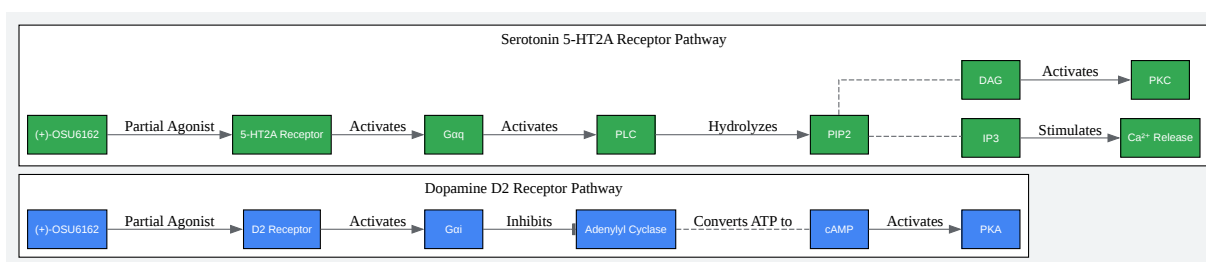 Serotonin 5-HT2A Receptor Pathway
DAG
Activates
PKC
(+)-OSU6162
Partial Agonist
5-HT2A Receptor
Activates
Gαq
Activates
PLC
Hydrolyzes
PIP2
IP3
Stimulates
Ca²⁺ Release
Dopamine D2 Receptor Pathway
(+)-OSU6162
Partial Agonist
D2 Receptor
Activates
Gαi
Inhibits
Adenylyl Cyclase
Converts ATP to
cAMP
Activates
PKA